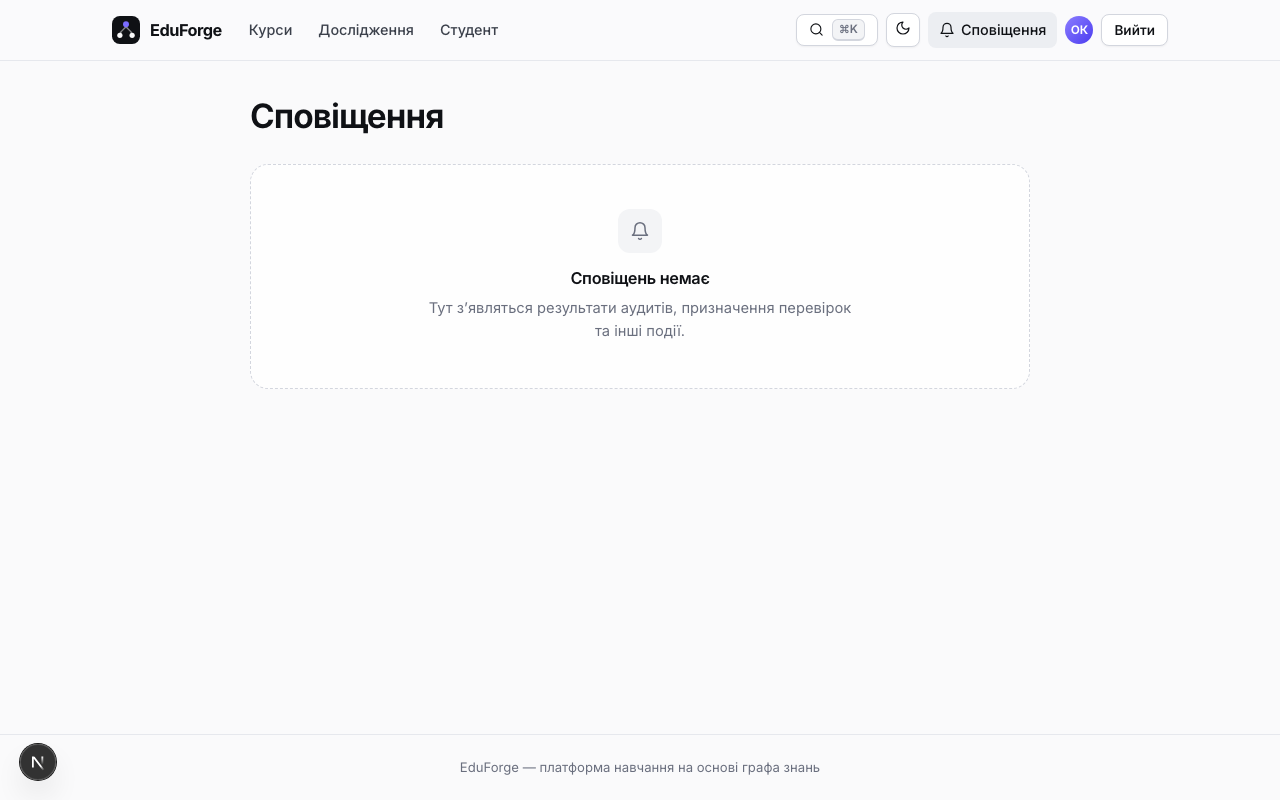 EduForge Курси Дослідження Студент ⌘K Сповіщення ОК Вийти
Сповіщення
Сповіщень немає
Тут з’являться результати аудитів, призначення перевірок
та інші події.
N
EduForge — платформа навчання на основі графа знань